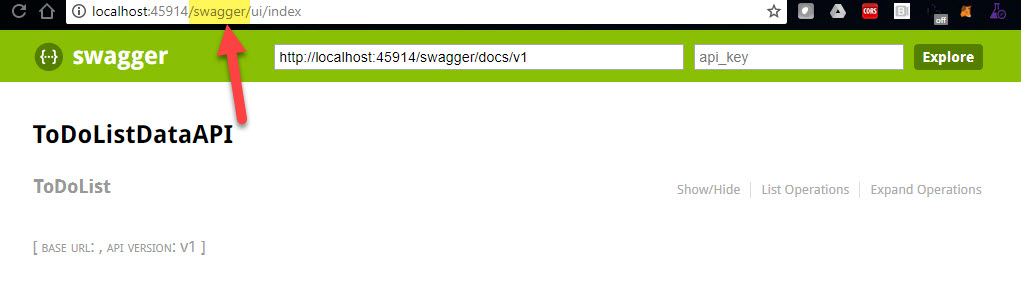 localhost:45914/swagger/ui/index
CORS
B
off
{··} swagger
http://localhost:45914/swagger/docs/v1
api_key
Explore
ToDoListDataAPI
ToDoList
Show/Hide
List Operations
Expand Operations
[ BASE URL: , API VERSION: v1 ]